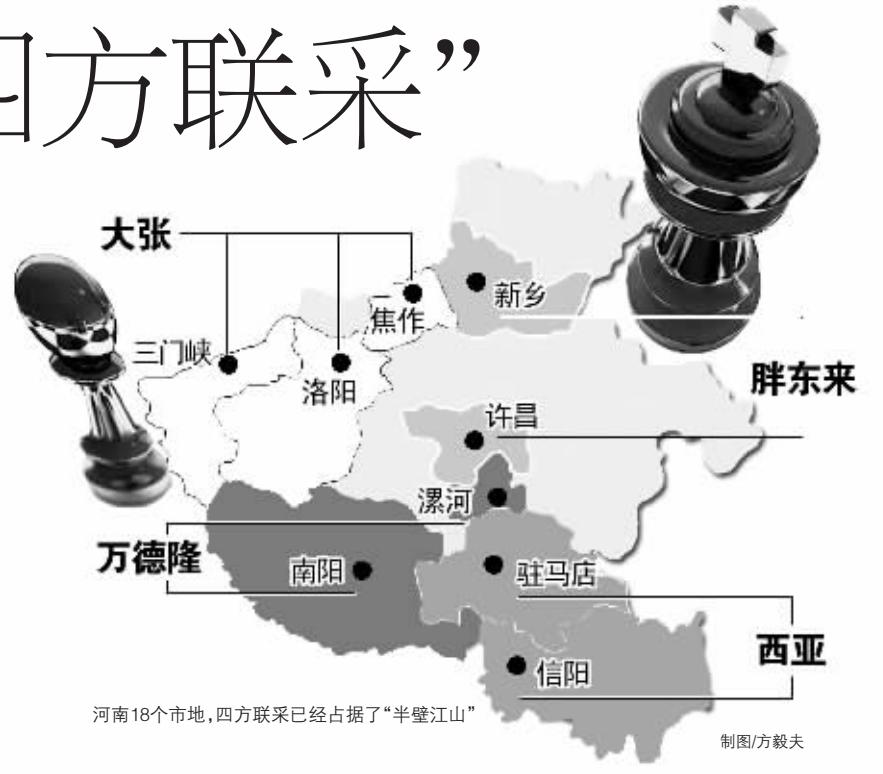 四方联采”
大张
新乡
焦作
三门峡
洛阳
胖东来
许昌
漯河
万德隆
南阳
驻马店
西亚
信阳
河南18个市地，四方联采已经占据了“半壁江山”
制图/方毅夫